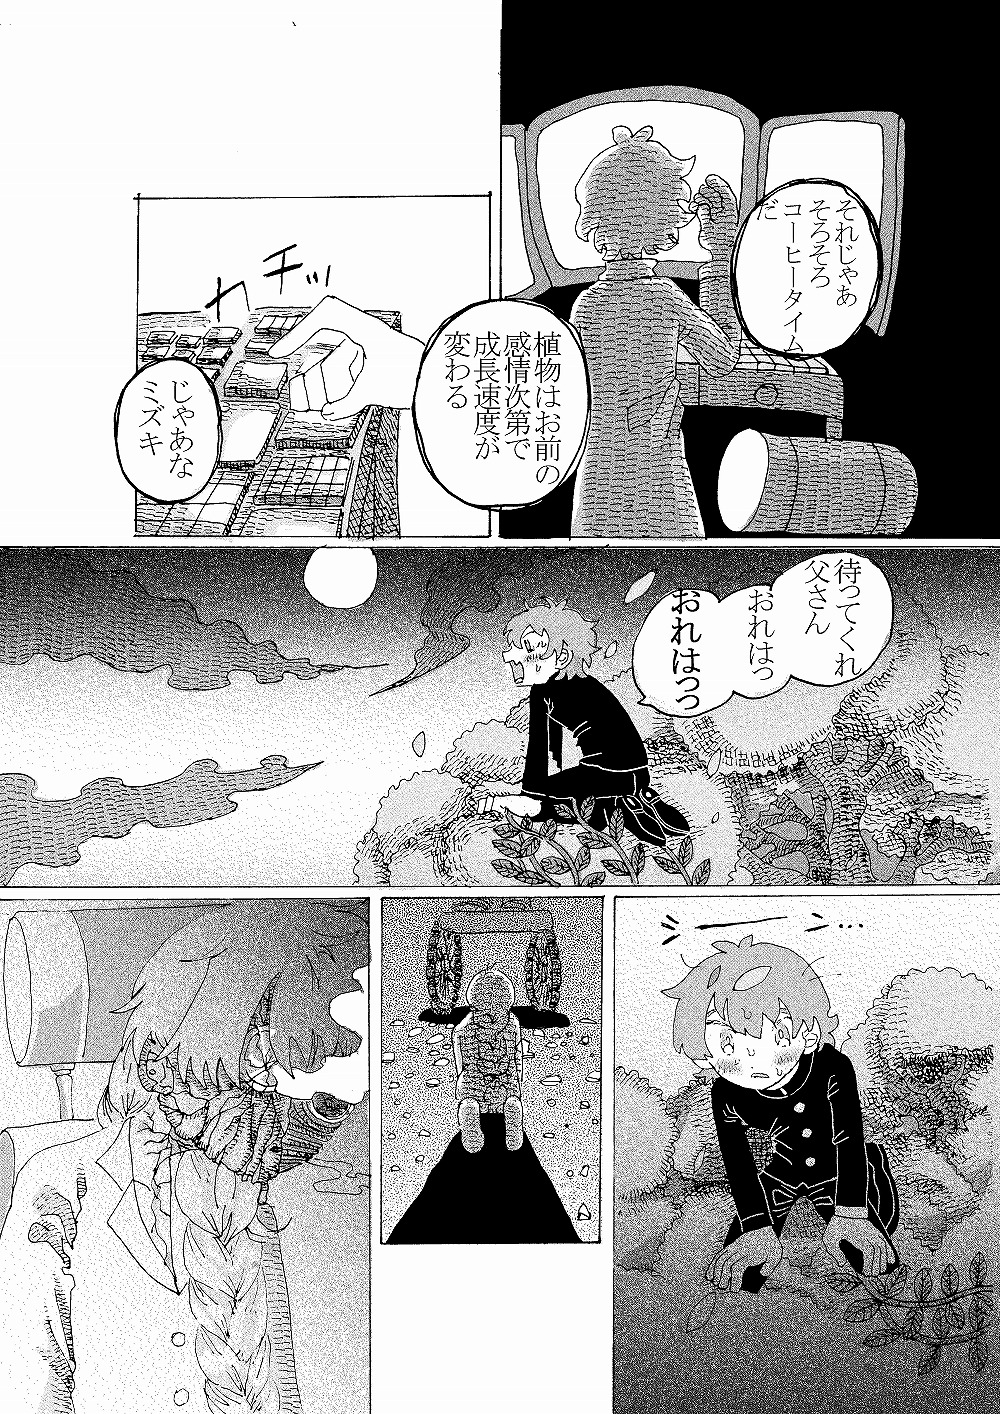 それじゃあ
そろそろ
コーヒータイム
だ
植物はお前の
感情次第で
成長速度が
変わる
カチッ
じゃあな
ミズキ
待ってくれ
父さん
おれはっ
おれはっっ
シーーン…